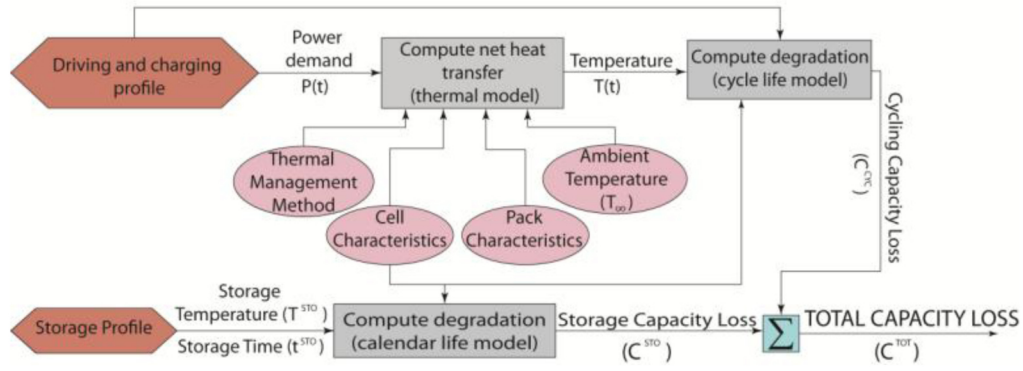 Driving and charging
profile
Power
demand
P(t)
Compute net heat
transfer
(thermal model)
Temperature
T(t)
Compute degradation
(cycle life model)
Thermal
Management
Method
Cell
Characteristics
Pack
Characteristics
Ambient
Temperature
(T∞)
Cycling Capacity Loss
(C^CYC)
Storage Profile
Storage
Temperature (T^STO)
Storage Time (t^STO)
Compute degradation
(calendar life model)
Storage Capacity Loss
(C^STO)
Σ
TOTAL CAPACITY LOSS
(C^TOT)